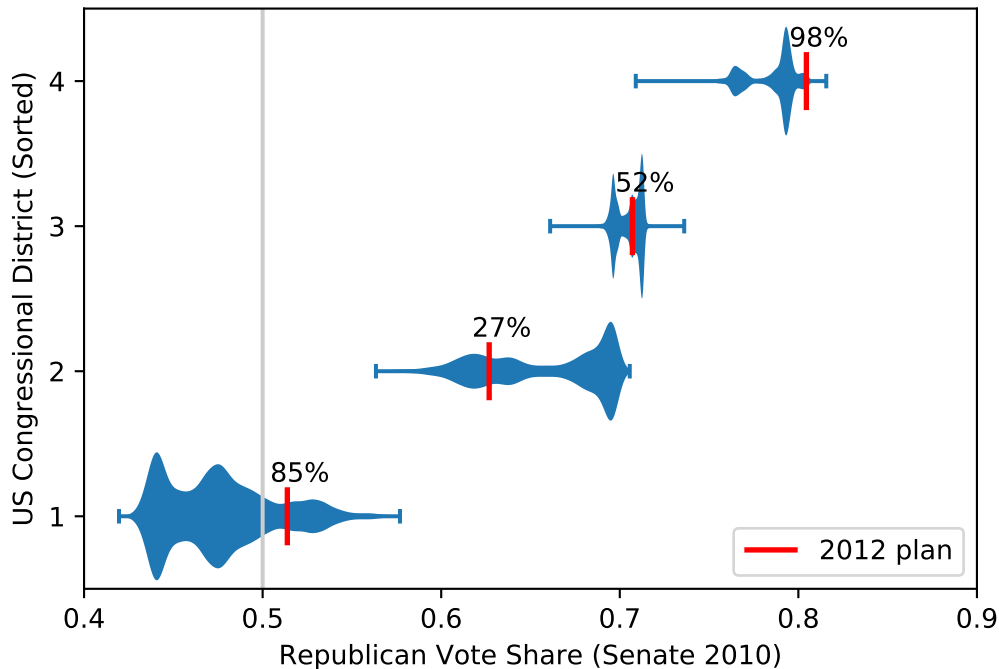 98%
4
52%
3
27%
2
85%
1
US Congressional District (Sorted)
2012 plan
0.4 0.5 0.6 0.7 0.8 0.9
Republican Vote Share (Senate 2010)